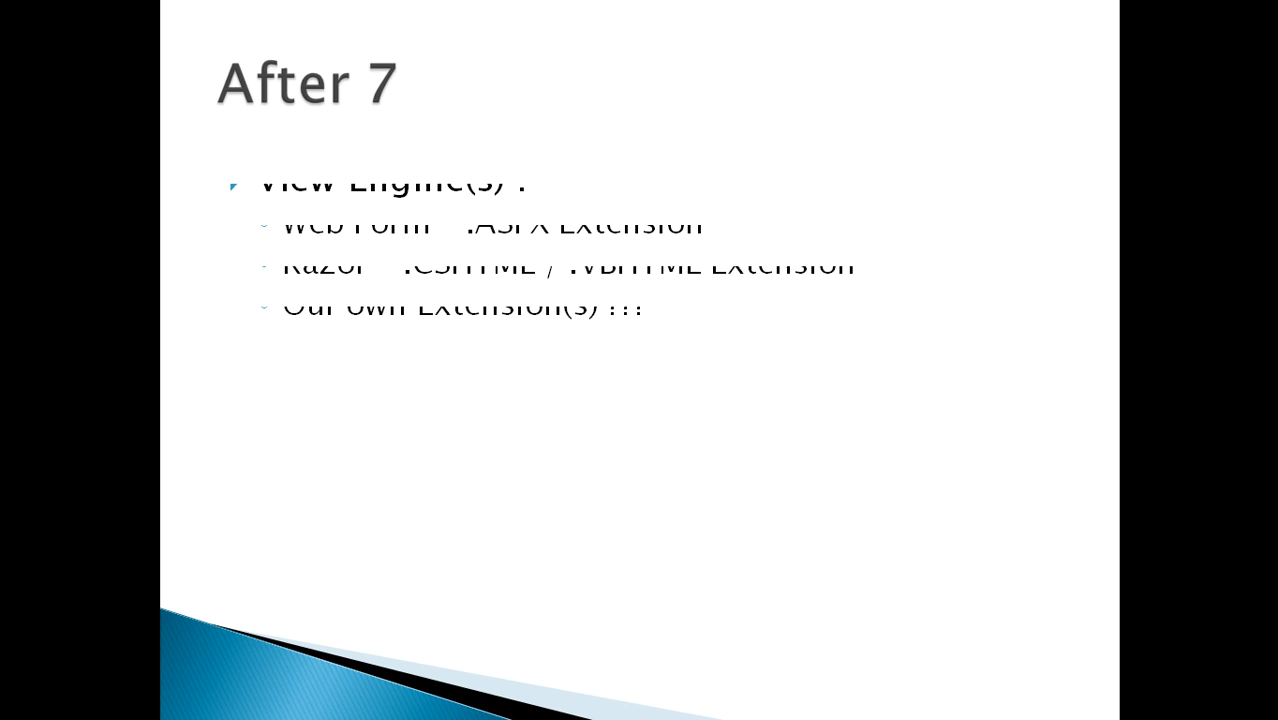 After 7
View Engine(s) :
Web Form .ASPX Extension
Razor .CSHTML / .VBHTML Extension
Our own Extension(s) !!!